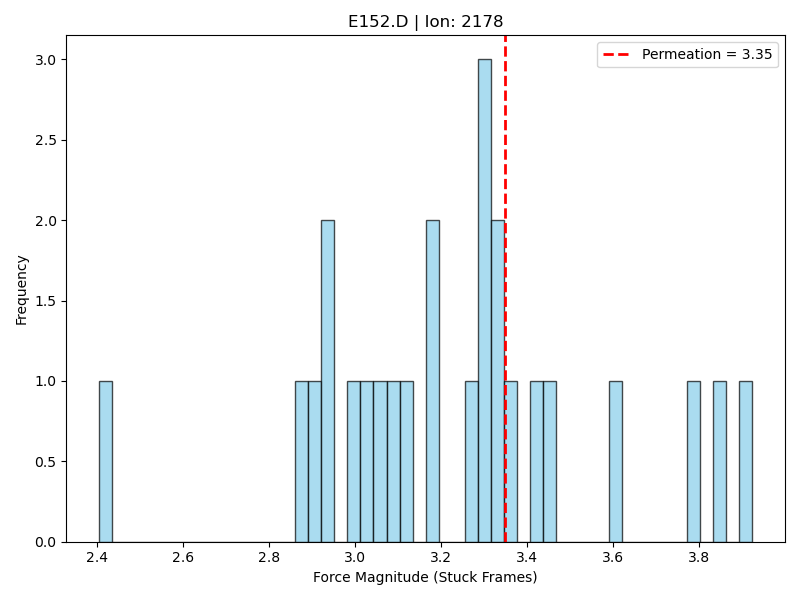 E152.D | Ion: 2178
Permeation = 3.35
3.0
2.5
2.0
1.5
1.0
0.5
0.0
Frequency
2.4 2.6 2.8 3.0 3.2 3.4 3.6 3.8
Force Magnitude (Stuck Frames)